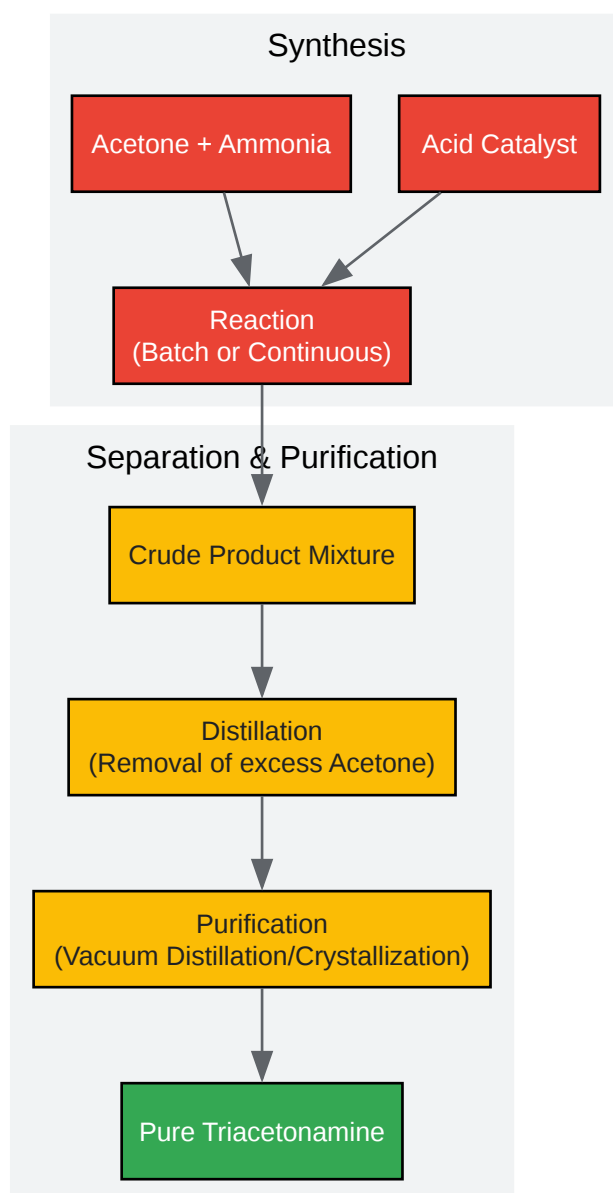 Synthesis
Acetone + Ammonia
Acid Catalyst
Reaction
(Batch or Continuous)
Separation & Purification
Crude Product Mixture
Distillation
(Removal of excess Acetone)
Purification
(Vacuum Distillation/Crystallization)
Pure Triacetonamine